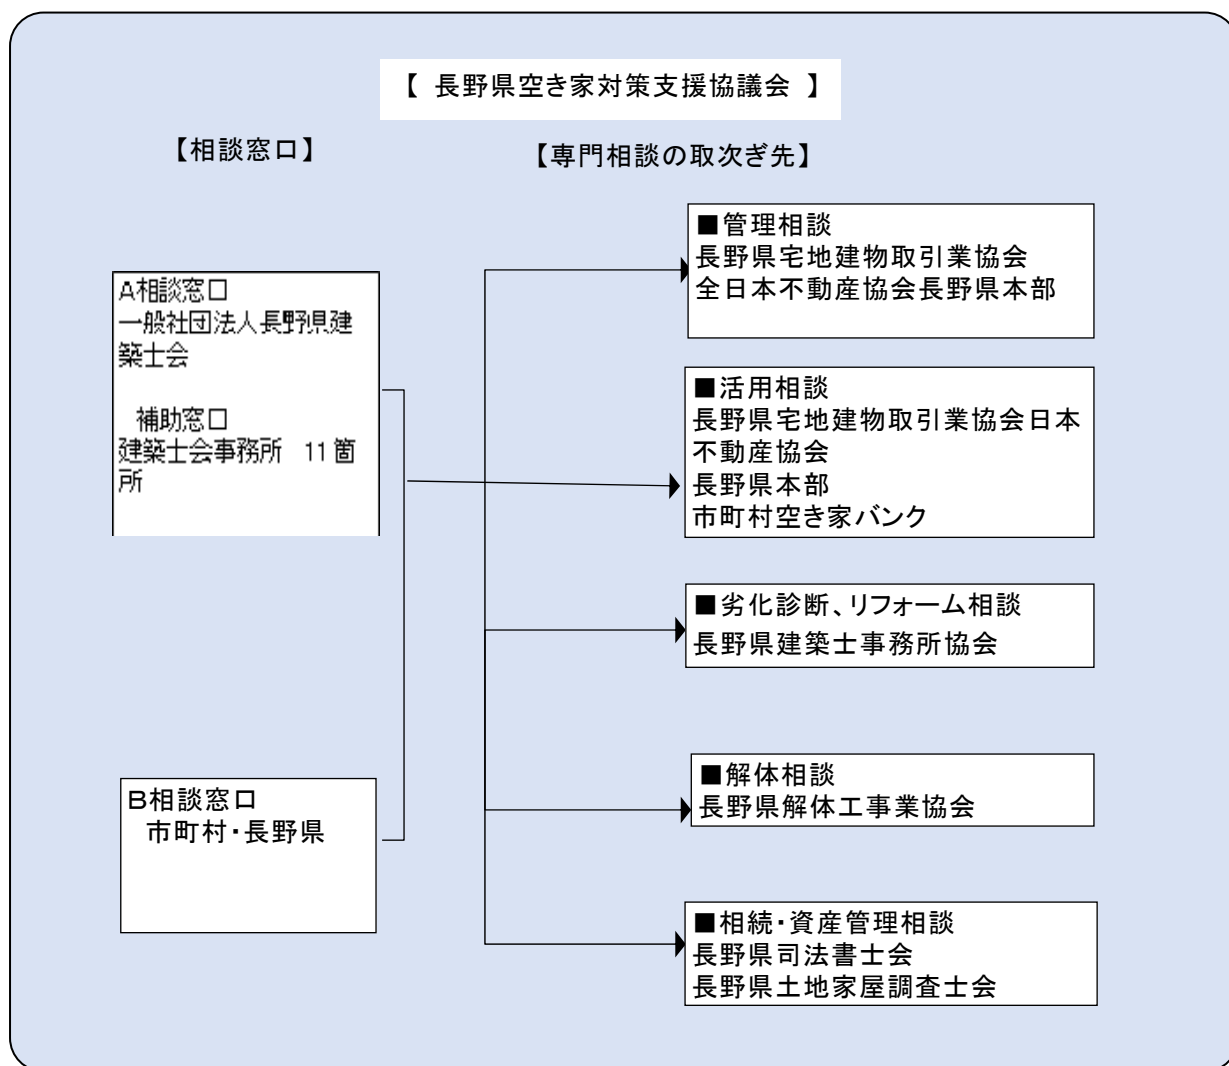 【 長野県空き家対策支援協議会 】
【相談窓口】
【専門相談の取次ぎ先】
A相談窓口
一般社団法人長野県建
築士会
補助窓口
建築士会事務所 11箇
所
B相談窓口
市町村・長野県
■管理相談
長野県宅地建物取引業協会
全日本不動産協会長野県本部
■活用相談
長野県宅地建物取引業協会日本
不動産協会
長野県本部
市町村空き家バンク
■劣化診断、リフォーム相談
長野県建築士事務所協会
■解体相談
長野県解体工事業協会
■相続・資産管理相談
長野県司法書士会
長野県土地家屋調査士会